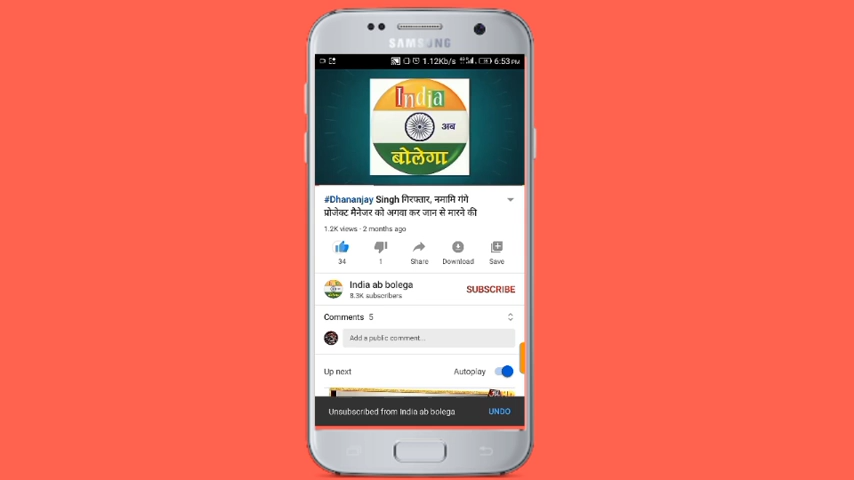 SAMSUNG
1.12Kb/s 6:53 PM
India
अब
बोलेगा
#Dhananjay Singh गिरफ्तार, नमामि गंगे
प्रोजेक्ट मैनेजर को अगवा कर जान से मारने की
1.2K views · 2 months ago
34 1 Share Download Save
India ab bolega SUBSCRIBE
8.3K subscribers
Comments 5
Add a public comment...
Up next Autoplay
Unsubscribed from India ab bolega UNDO